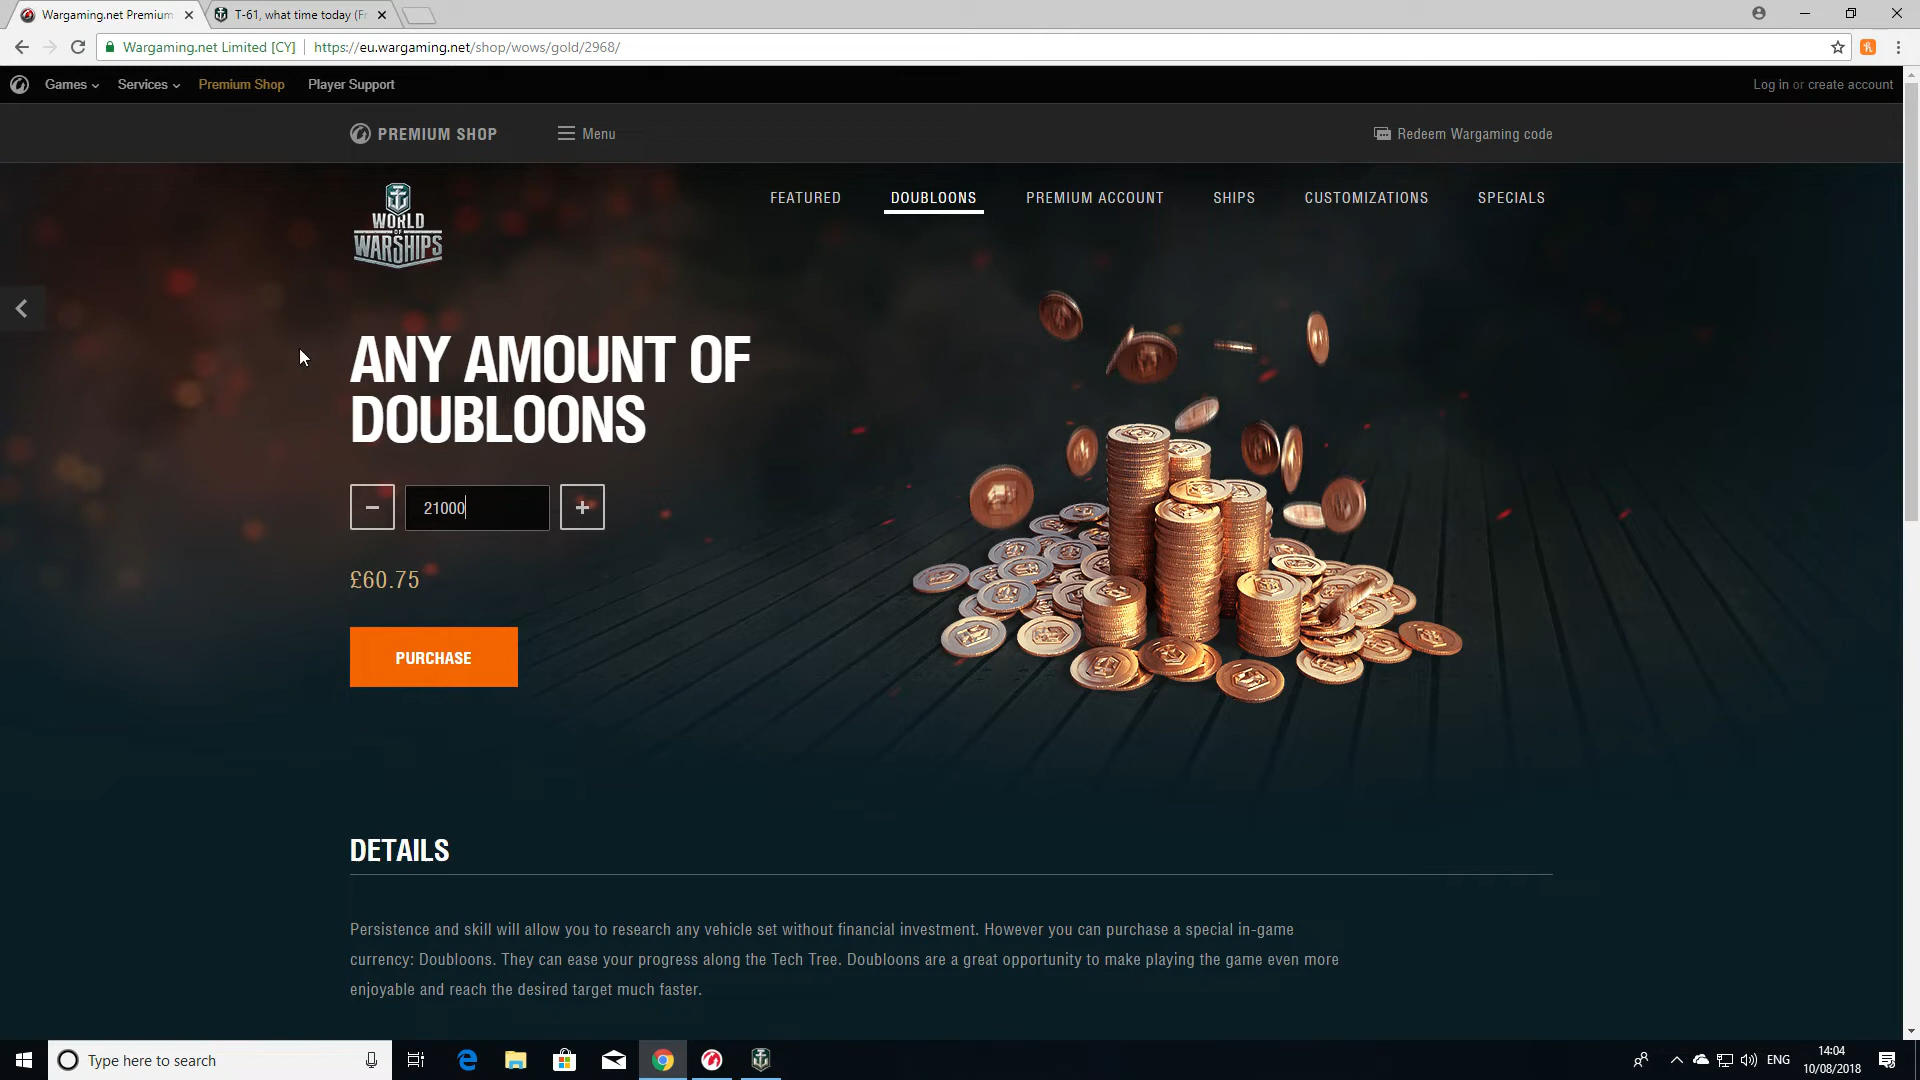 Wargaming.net Premium
T-61, what time today (Fr
Wargaming.net Limited [CY]
https://eu.wargaming.net/shop/wows/gold/2968/
Games
Services
Premium Shop
Player Support
Log in or create account
PREMIUM SHOP
Menu
Redeem Wargaming code
WORLD
OF
WARSHIPS
FEATURED
DOUBLOONS
PREMIUM ACCOUNT
SHIPS
CUSTOMIZATIONS
SPECIALS
ANY AMOUNT OF
DOUBLOONS
21000
£60.75
PURCHASE
DETAILS
Persistence and skill will allow you to research any vehicle set without financial investment. However you can purchase a special in-game
currency: Doubloons. They can ease your progress along the Tech Tree. Doubloons are a great opportunity to make playing the game even more
enjoyable and reach the desired target much faster.
Type here to search
ENG
14:04
10/08/2018